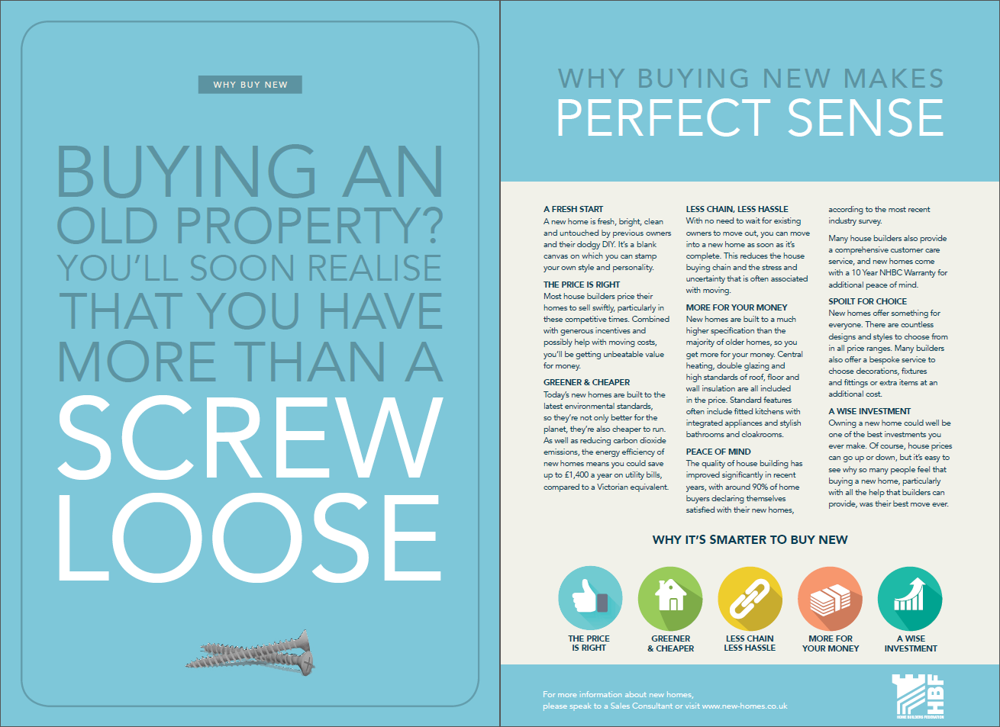 WHY BUY NEW
BUYING AN
OLD PROPERTY?
YOU'LL SOON REALISE
THAT YOU HAVE
MORE THAN A
SCREW
LOOSE
WHY BUYING NEW MAKES
PERFECT SENSE
A FRESH START
A new home is fresh, bright, clean
and untouched by previous owners
and their dodgy DIY. It's a blank
canvas on which you can stamp
your own style and personality.
THE PRICE IS RIGHT
Most house builders price their
homes to sell swiftly, particularly in
these competitive times. Combined
with generous incentives and
possibly help with moving costs,
you'll be getting unbeatable value
for money.
GREENER & CHEAPER
Today's new homes are built to the
latest environmental standards,
so they're not only better for the
planet, they're also cheaper to run.
As well as reducing carbon dioxide
emissions, the energy efficiency of
new homes means you could save
up to £1,400 a year on utility bills,
compared to a Victorian equivalent.
LESS CHAIN, LESS HASSLE
With no need to wait for existing
owners to move out, you can move
into a new home as soon as it's
complete. This reduces the house
buying chain and the stress and
uncertainty that is often associated
with moving.
MORE FOR YOUR MONEY
New homes are built to a much
higher specification than the
majority of older homes, so you
get more for your money. Central
heating, double glazing and
high standards of roof, floor and
wall insulation are all included
in the price. Standard features
often include fitted kitchens with
integrated appliances and stylish
bathrooms and cloakrooms.
PEACE OF MIND
The quality of house building has
improved significantly in recent
years, with around 90% of home
buyers declaring themselves
satisfied with their new homes,
according to the most recent
industry survey.
Many house builders also provide
a comprehensive customer care
service, and new homes come
with a 10 Year NHBC Warranty for
additional peace of mind.
SPOILT FOR CHOICE
New homes offer something for
everyone. There are countless
designs and styles to choose from
in all price ranges. Many builders
also offer a bespoke service to
choose decorations, fixtures
and fittings or extra items at an
additional cost.
A WISE INVESTMENT
Owning a new home could well be
one of the best investments you
ever make. Of course, house prices
can go up or down, but it's easy to
see why so many people feel that
buying a new home, particularly
with all the help that builders can
provide, was their best move ever.
WHY IT'S SMARTER TO BUY NEW
THE PRICE
IS RIGHT
GREENER
& CHEAPER
LESS CHAIN
LESS HASSLE
MORE FOR
YOUR MONEY
A WISE
INVESTMENT
For more information about new homes,
please speak to a Sales Consultant or visit www.new-homes.co.uk
HBF
HOME BUILDERS FEDERATION